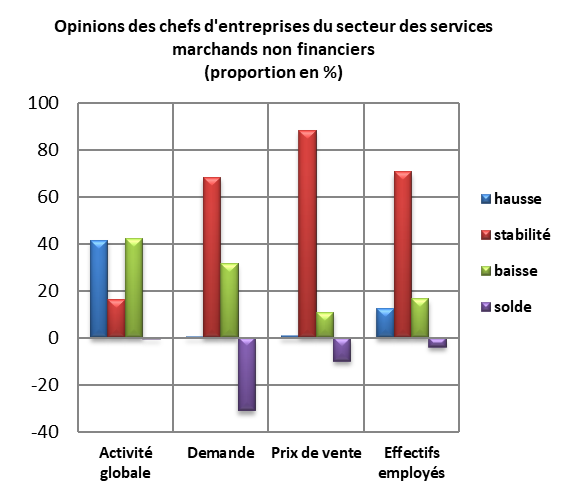 Opinions des chefs d'entreprises du secteur des services
marchands non financiers
(proportion en %)
100
80
60
40
20
0
-20
-40
Activité
globale
Demande
Prix de vente
Effectifs
employés
hausse
stabilité
baisse
solde